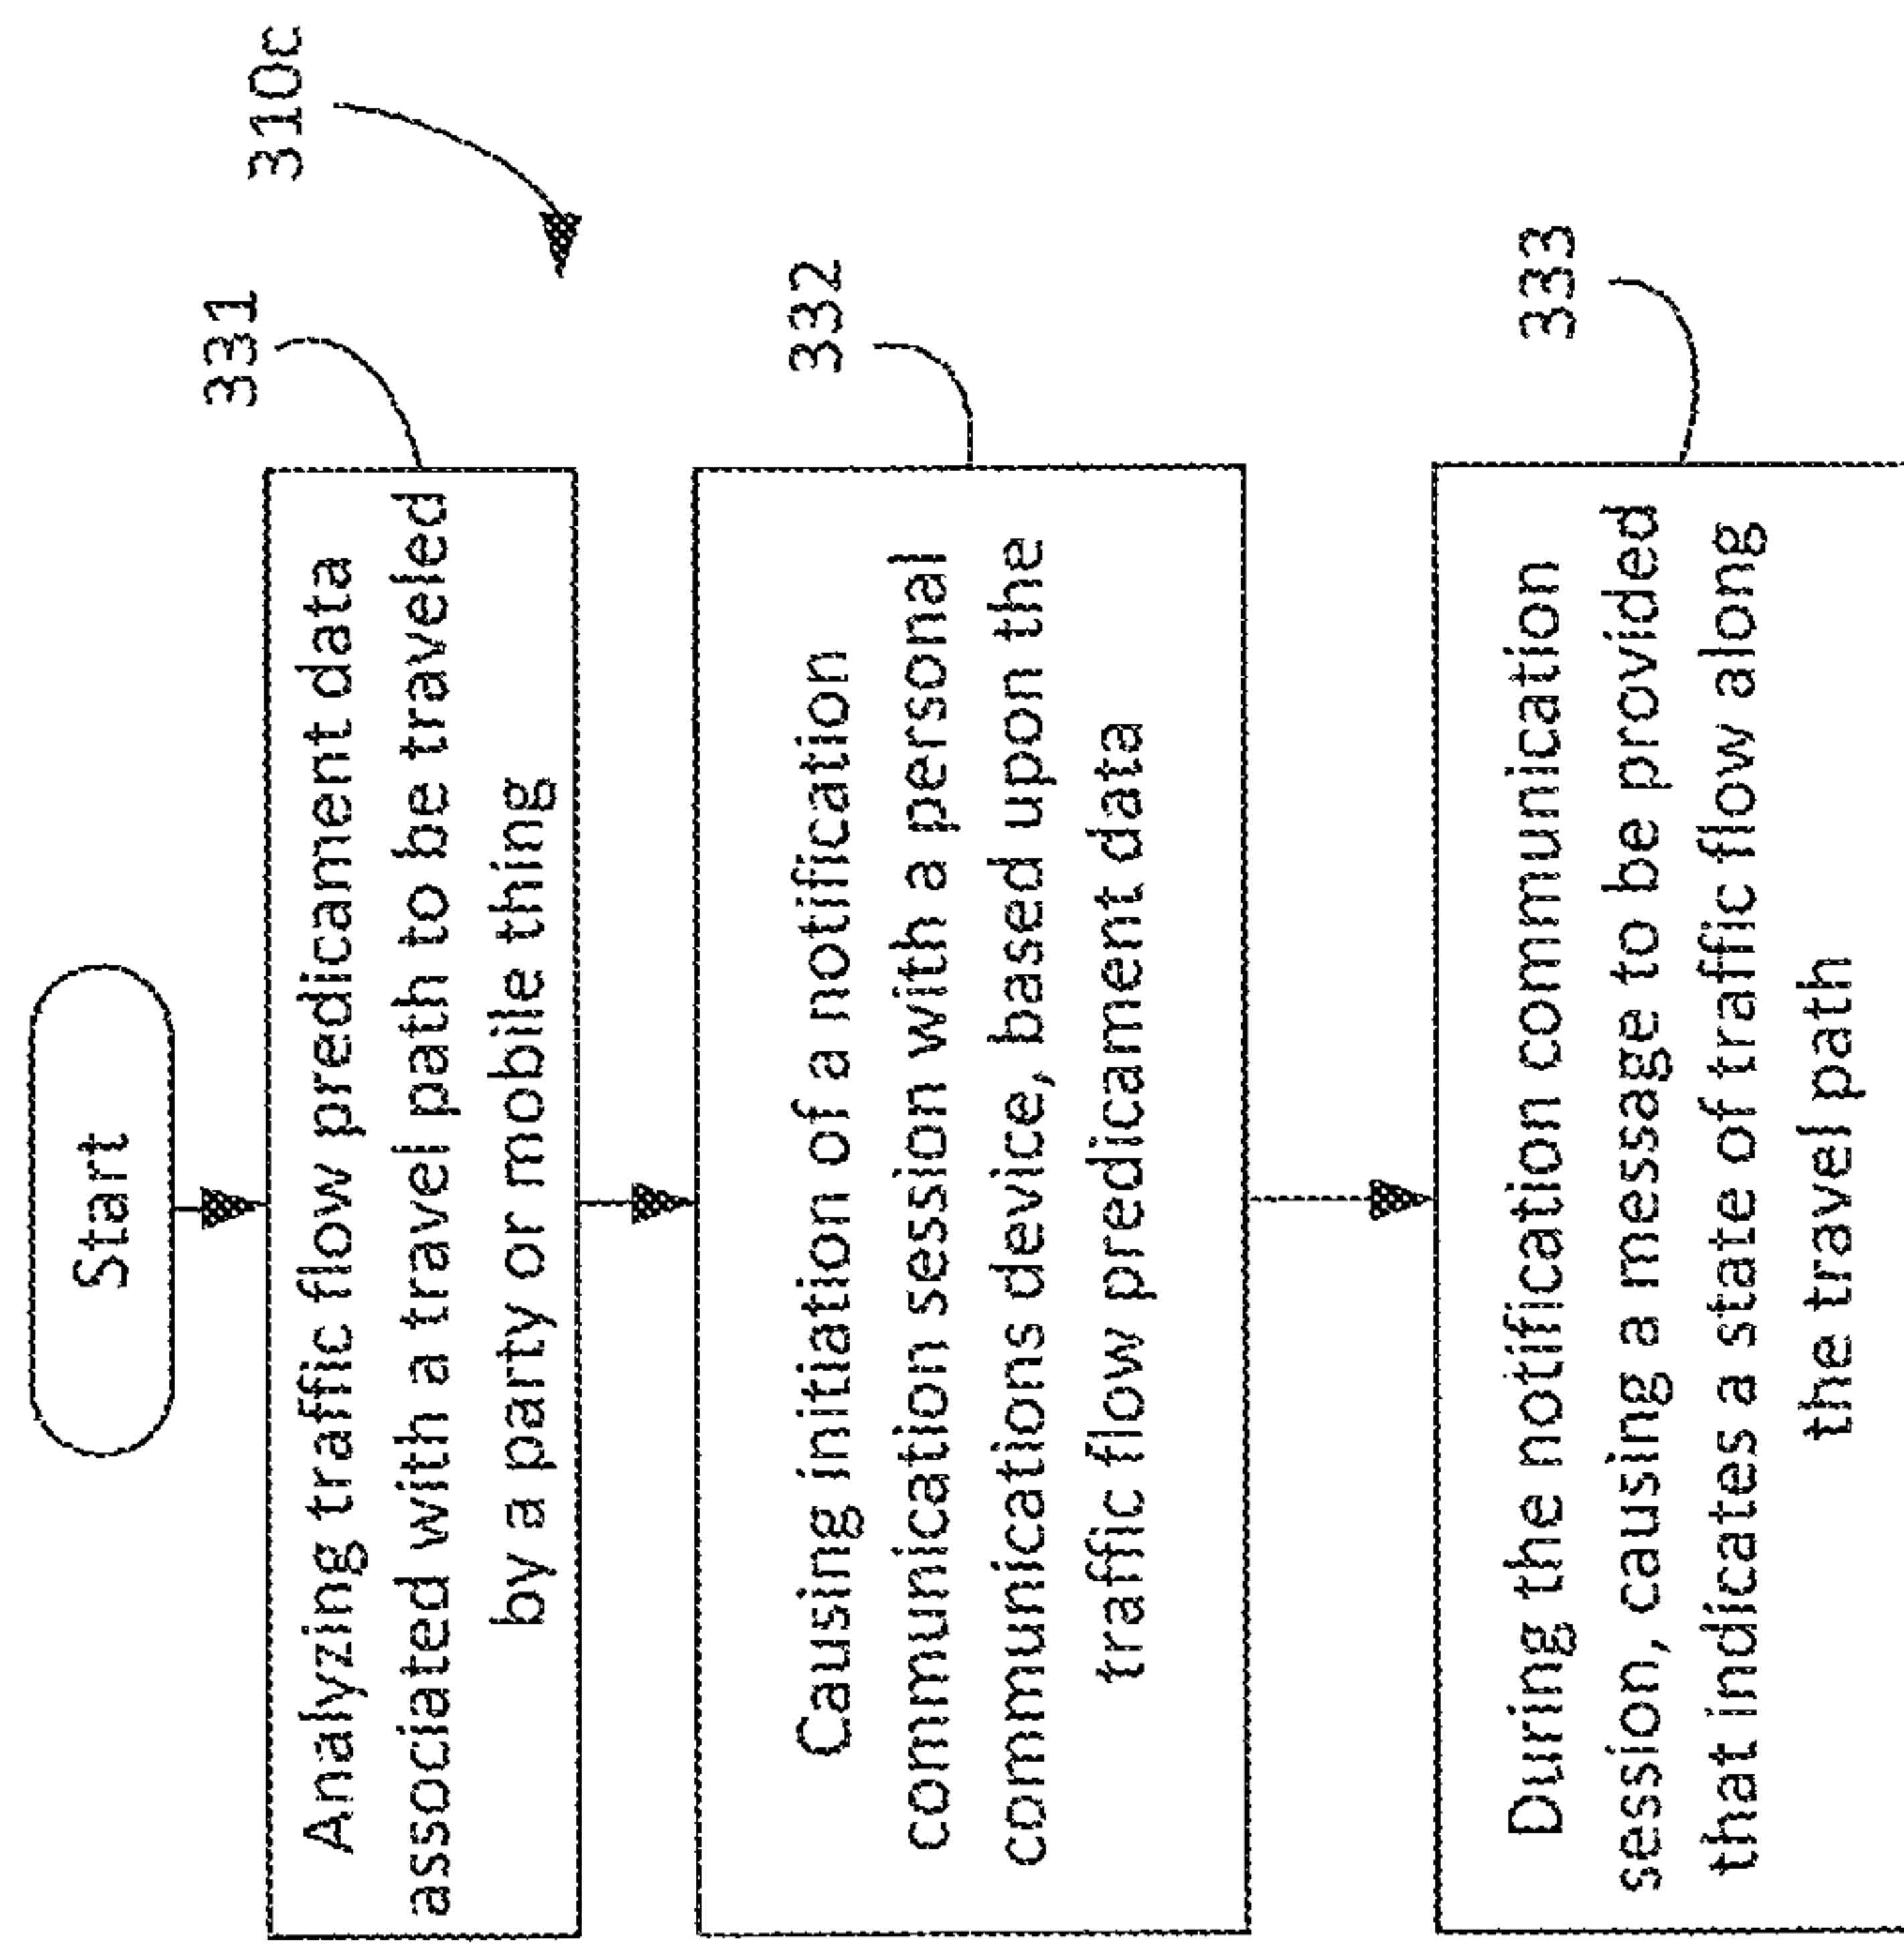 Start
310c
331
Analyzing traffic flow predicament data
associated with a travel path to be traveled
by a party or mobile thing
332
Causing initiation of a notification
communication session with a personal
communications device, based upon the
traffic flow predicament data
333
During the notification communication
session, causing a message to be provided
that indicates a state of traffic flow along
the travel path